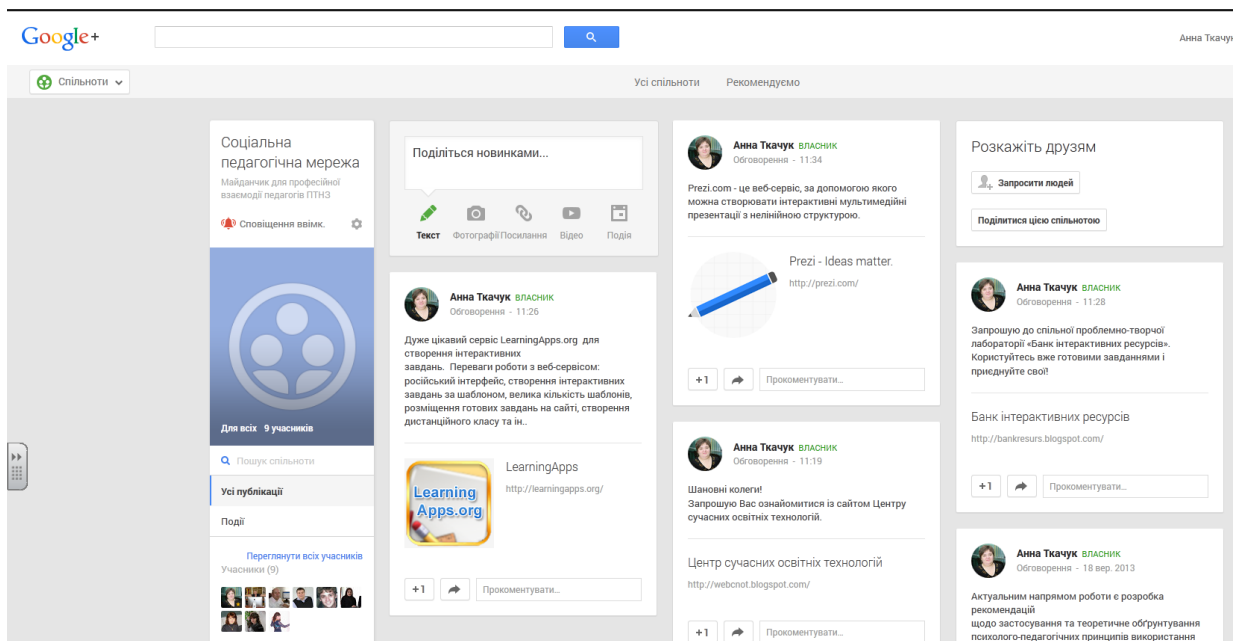 Google+
Анна Ткачук
Спільноти
Усі спільноти Рекомендуємо
Соціальна
педагогічна мережа
Майданчик для професійної
взаємодії педагогів ПТНЗ
Сповіщення ввімк.
Для всіх 9 учасників
Пошук спільноти
Усі публікації
Події
Переглянути всіх учасників
Учасники (9)
Поділіться новинками...
Текст Фотографії Посилання Відео Подія
Анна Ткачук ВЛАСНИК
Обговорення - 11:26
Дуже цікавий сервіс LearningApps.org для
створення інтерактивних
завдань. Переваги роботи з веб-сервісом:
російський інтерфейс, створення інтерактивних
завдань за шаблоном, велика кількість шаблонів,
розміщення готових завдань на сайті, створення
дистанційного класу та ін..
Learning
Apps.org
LearningApps
http://learningapps.org/
+1 Прокоментувати...
Анна Ткачук ВЛАСНИК
Обговорення - 11:34
Prezi.com - це веб-сервіс, за допомогою якого
можна створювати інтерактивні мультимедійні
презентації з нелінійною структурою.
Prezi - Ideas matter.
http://prezi.com/
+1 Прокоментувати...
Анна Ткачук ВЛАСНИК
Обговорення - 11:19
Шановні колеги!
Запрошую Вас ознайомитися із сайтом Центру
сучасних освітніх технологій.
Центр сучасних освітніх технологій
http://webcnot.blogspot.com/
+1 Прокоментувати...
Розкажіть друзям
Запросити людей
Поділитися цією спільнотою
Анна Ткачук ВЛАСНИК
Обговорення - 11:28
Запрошую до спільної проблемно-творчої
лабораторії «Банк інтерактивних ресурсів».
Користуйтесь вже готовими завданнями і
приєднуйте свої!
Банк інтерактивних ресурсів
http://bankresurs.blogspot.com/
+1 Прокоментувати...
Анна Ткачук ВЛАСНИК
Обговорення - 18 вер. 2013
Актуальним напрямом роботи є розробка
рекомендацій
щодо застосування та теоретичне обґрунтування
психолого-педагогічних принципів використання